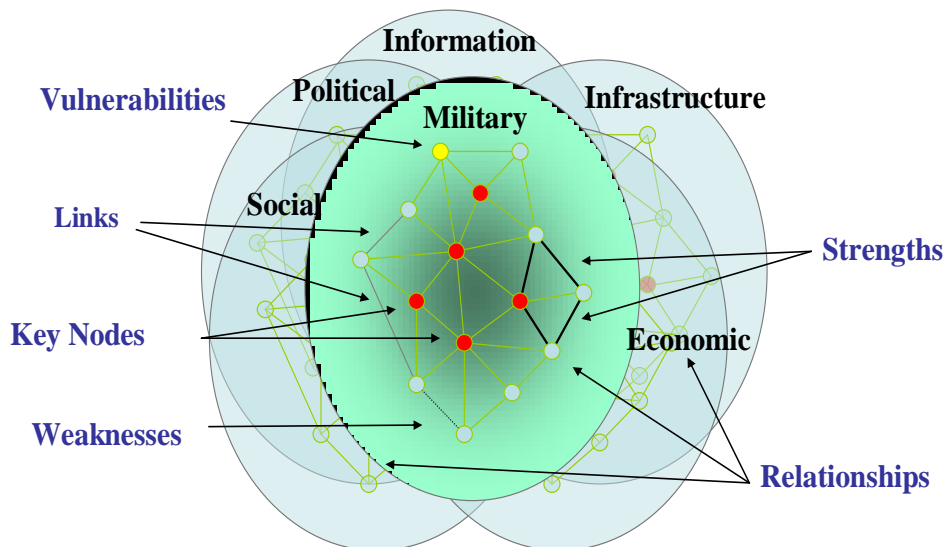 Information
Vulnerabilities
Political
Infrastructure
Military
Social
Links
Strengths
Key Nodes
Economic
Weaknesses
Relationships